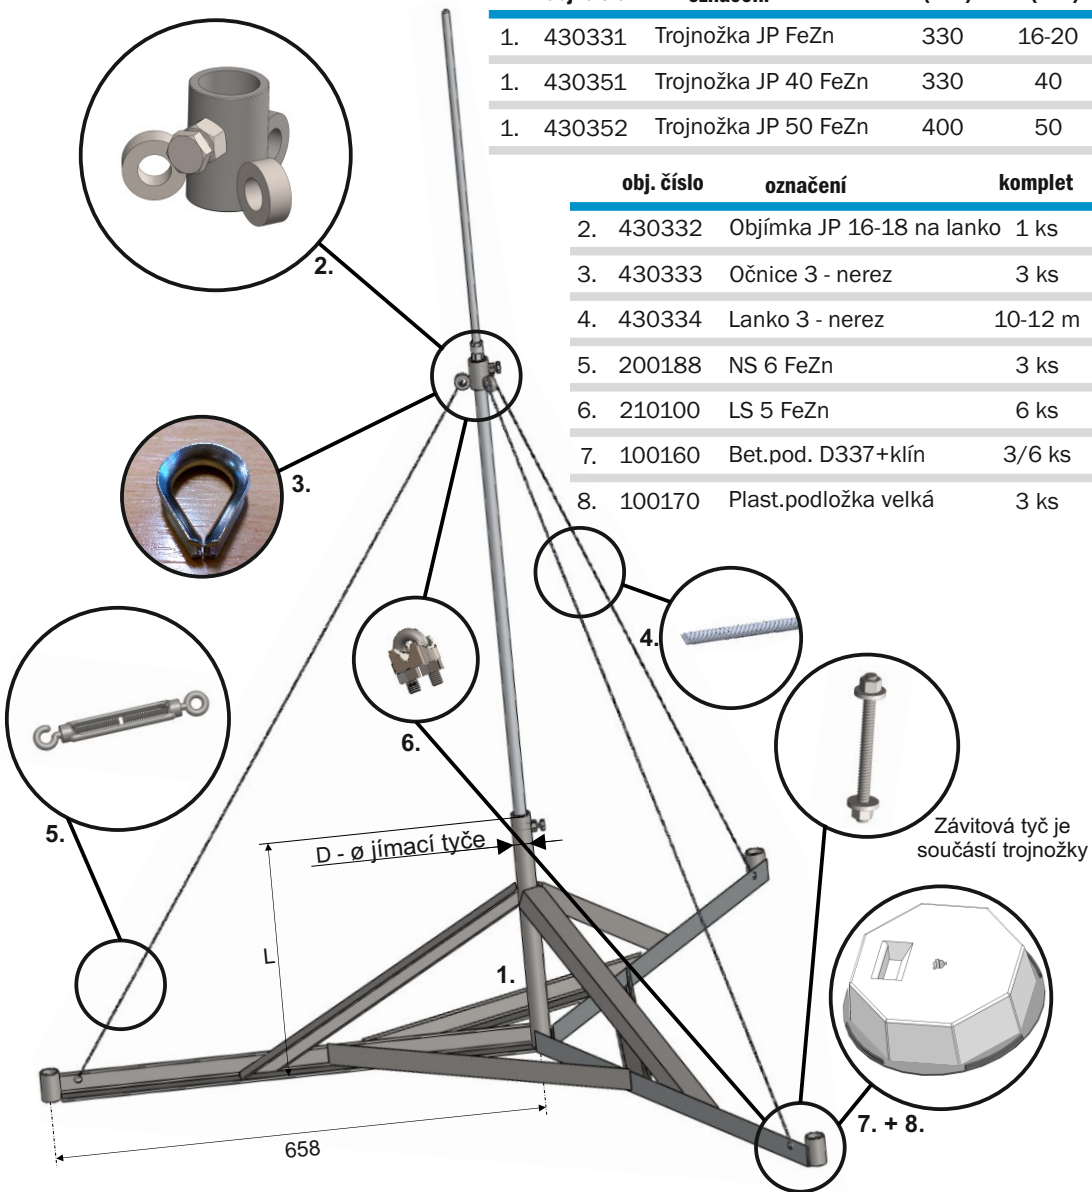 označení
1. 430331 Trojnožka JP FeZn 330 16-20
1. 430351 Trojnožka JP 40 FeZn 330 40
1. 430352 Trojnožka JP 50 FeZn 400 50
obj. číslo označení komplet
2. 430332 Objímka JP 16-18 na lanko 1 ks
3. 430333 Očnice 3 - nerez 3 ks
4. 430334 Lanko 3 - nerez 10-12 m
5. 200188 NS 6 FeZn 3 ks
6. 210100 LS 5 FeZn 6 ks
7. 100160 Bet.pod. D337+klín 3/6 ks
8. 100170 Plast.podložka velká 3 ks
2.
3.
4.
6.
5.
Závitová tyč je
součástí trojnožky
D - ø jímací tyče
L
1.
7. + 8.
658